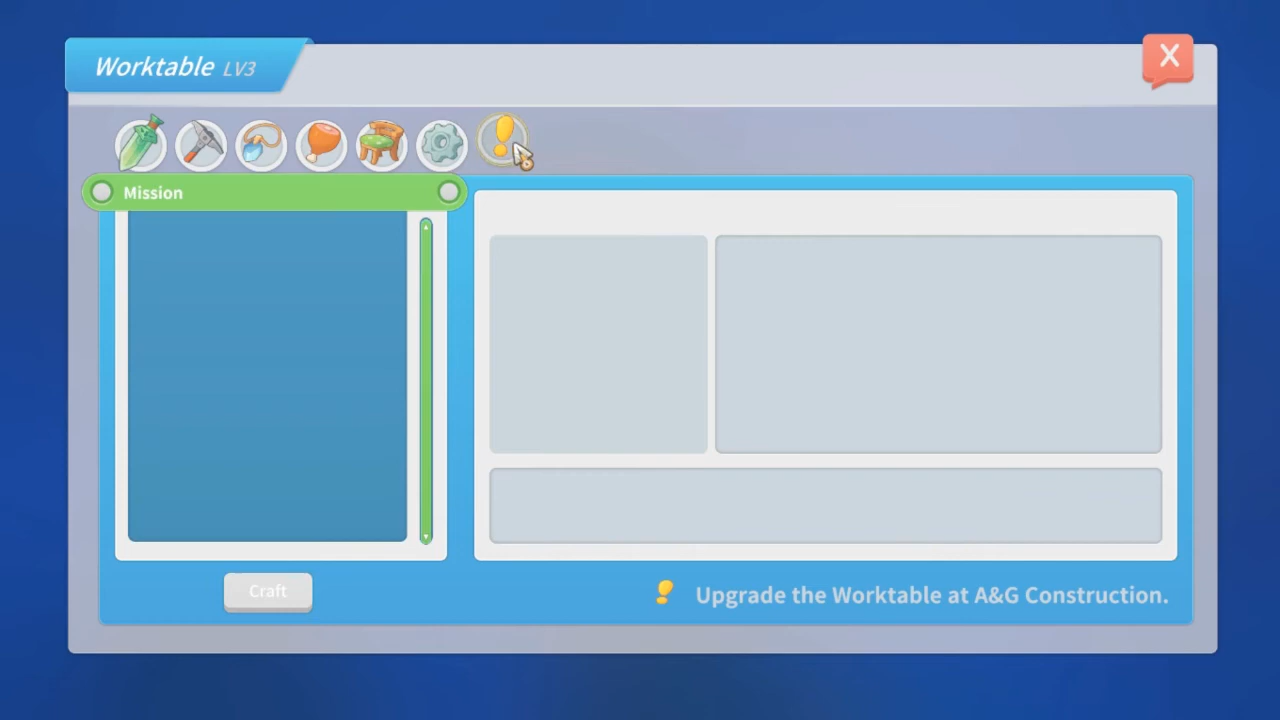 Worktable LV3
X
Mission
Craft
Upgrade the Worktable at A&G Construction.